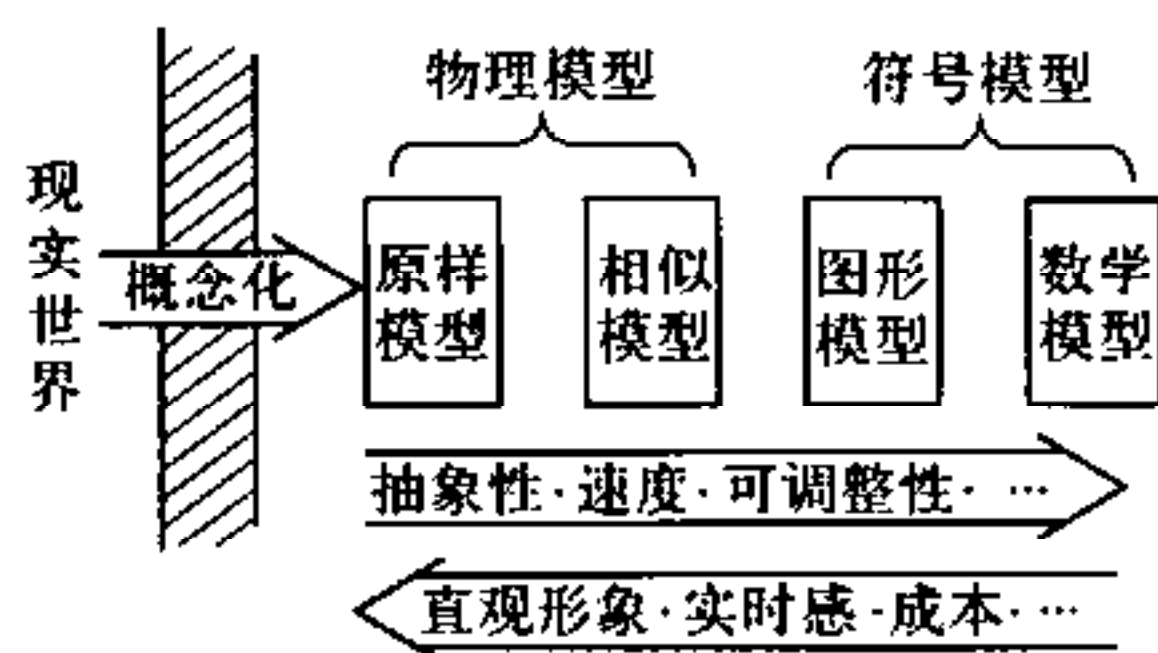 物理模型
符号模型
现实世界
概念化
原样
模型
相似
模型
图形
模型
数学
模型
抽象性·速度·可调整性·…
直观形象·实时感·成本·…